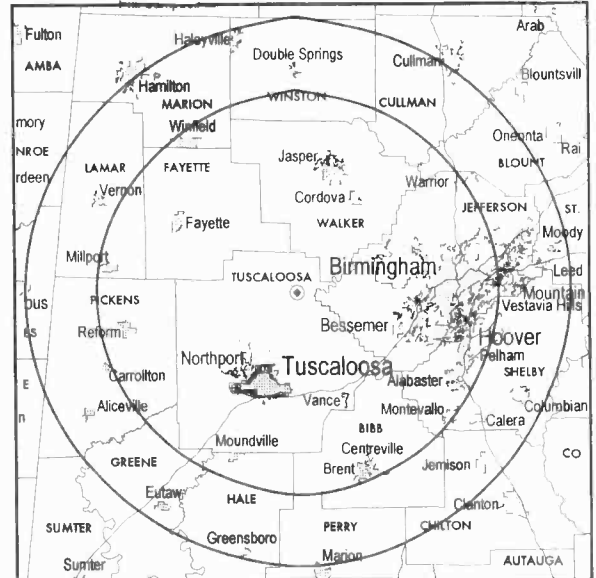 Fulton
Haleyville
Arab
Double Springs
Cullman
AMBA
Blountsvill
Hamilton
MARION
WINSTON
CULLMAN
mory
Winfield
Oneonta
NROE
Rai
Jasper
BLOUNT
LAMAR
FAYETTE
rdeen
Warrior
Vernon
Cordova
JEFFERSON
ST.
Fayette
WALKER
Moody
Millport
Birmingham
Leed
TUSCALOOSA
Mountain
bus
PICKENS
Vestavia Hills
Bessemer
Reform
Hoover
Northport
Pelham
Tuscaloosa
SHELBY
E
Carrollton
Alabaster
Vance
Aliceville
Montevallo
Columbian
n
BIBB
Calera
Moundville
Centreville
CO
GREENE
Brent
Jemison
Eutaw
HALE
Clanton
SUMTER
PERRY
CHILTON
Greensboro
Sumter
Marion
AUTAUGA